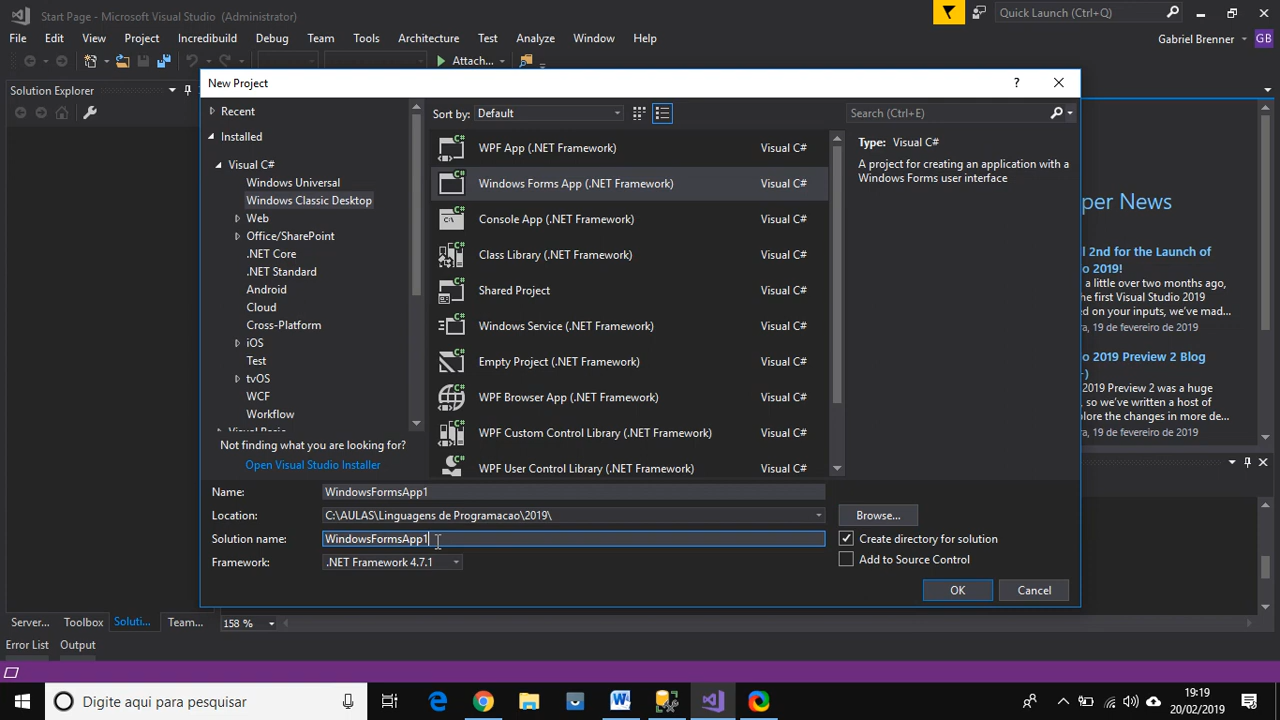 Start Page - Microsoft Visual Studio (Administrator)
Quick Launch (Ctrl+Q)
File Edit View Project Incredibuild Debug Team Tools Architecture Test Analyze Window Help
Gabriel Brenner GB
Attach...
Solution Explorer
New Project
?
Recent
Installed
Visual C#
Windows Universal
Windows Classic Desktop
Web
Office/SharePoint
.NET Core
.NET Standard
Android
Cloud
Cross-Platform
iOS
Test
tvOS
WCF
Workflow
Not finding what you are looking for?
Open Visual Studio Installer
Sort by: Default
WPF App (.NET Framework) Visual C#
Windows Forms App (.NET Framework) Visual C#
Console App (.NET Framework) Visual C#
Class Library (.NET Framework) Visual C#
Shared Project Visual C#
Windows Service (.NET Framework) Visual C#
Empty Project (.NET Framework) Visual C#
WPF Browser App (.NET Framework) Visual C#
WPF Custom Control Library (.NET Framework) Visual C#
WPF User Control Library (.NET Framework) Visual C#
Search (Ctrl+E)
Type: Visual C#
A project for creating an application with a
Windows Forms user interface
Name: WindowsFormsApp1
Location: C:\AULAS\Linguagens de Programacao\2019\
Browse...
Solution name: WindowsFormsApp1
Create directory for solution
Framework: .NET Framework 4.7.1
Add to Source Control
OK Cancel
per News
l 2nd for the Launch of
o 2019!
a little over two months ago,
he first Visual Studio 2019
d on your inputs, we've mad...
ra, 19 de fevereiro de 2019
o 2019 Preview 2 Blog
+)
2019 Preview 2 was a huge
, so we've written a blog
plore the changes in more de...
ra, 19 de fevereiro de 2019
Server... Toolbox Soluti... Team...
158 %
Error List Output
Digite aqui para pesquisar
19:19
20/02/2019